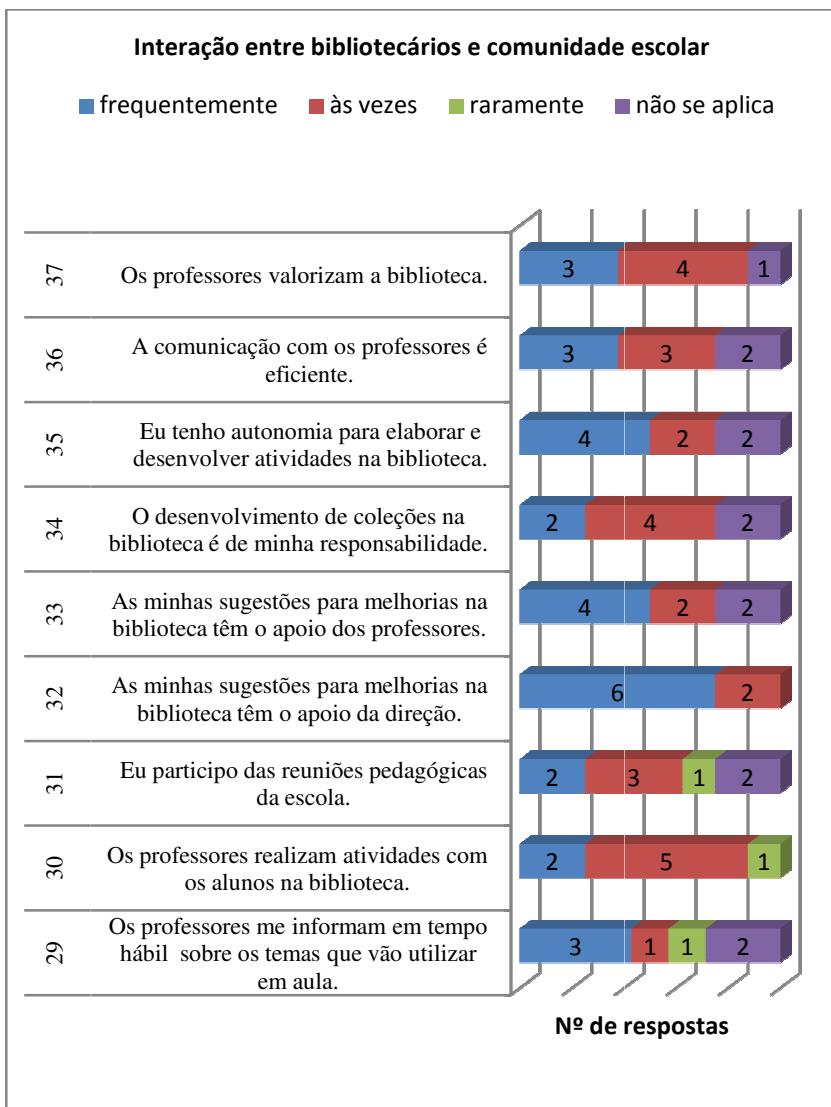 Interação entre bibliotecários e comunidade escolar
frequentemente às vezes raramente não se aplica
37 Os professores valorizam a biblioteca. 3 4 1
36 A comunicação com os professores é
eficiente. 3 3 2
35 Eu tenho autonomia para elaborar e
desenvolver atividades na biblioteca. 4 2 2
34 O desenvolvimento de coleções na
biblioteca é de minha responsabilidade. 2 4 2
33 As minhas sugestões para melhorias na
biblioteca têm o apoio dos professores. 4 2 2
32 As minhas sugestões para melhorias na
biblioteca têm o apoio da direção. 6 2
31 Eu participo das reuniões pedagógicas
da escola. 2 3 1 2
30 Os professores realizam atividades com
os alunos na biblioteca. 2 5 1
29 Os professores me informam em tempo
hábil sobre os temas que vão utilizar
em aula. 3 1 1 2
Nº de respostas